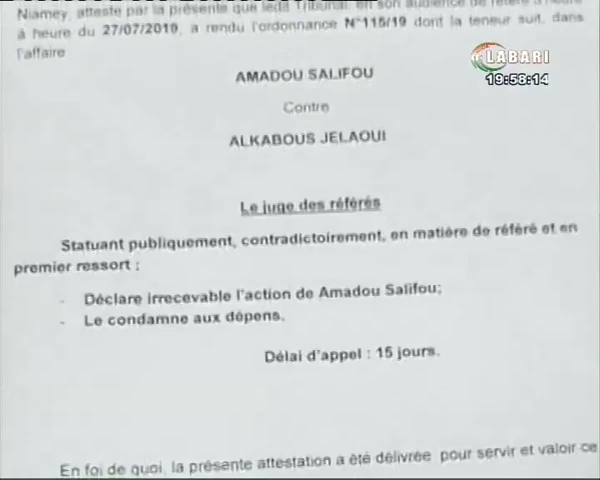 Niamey, atteste par la présente que ledit Tribunal, en son audience de référé d'heure
à heure du 27/07/2019, a rendu l'ordonnance N°115/19 dont la teneur suit, dans
l'affaire
LABARI
19:58:14
AMADOU SALIFOU
Contre
ALKABOUS JELAOUI
Le juge des référés
Statuant publiquement, contradictoirement, en matière de référé et en
premier ressort :
- Déclare irrecevable l'action de Amadou Salifou;
- Le condamne aux dépens.
Délai d'appel : 15 jours.
En foi de quoi, la présente attestation a été délivrée pour servir et valoir ce